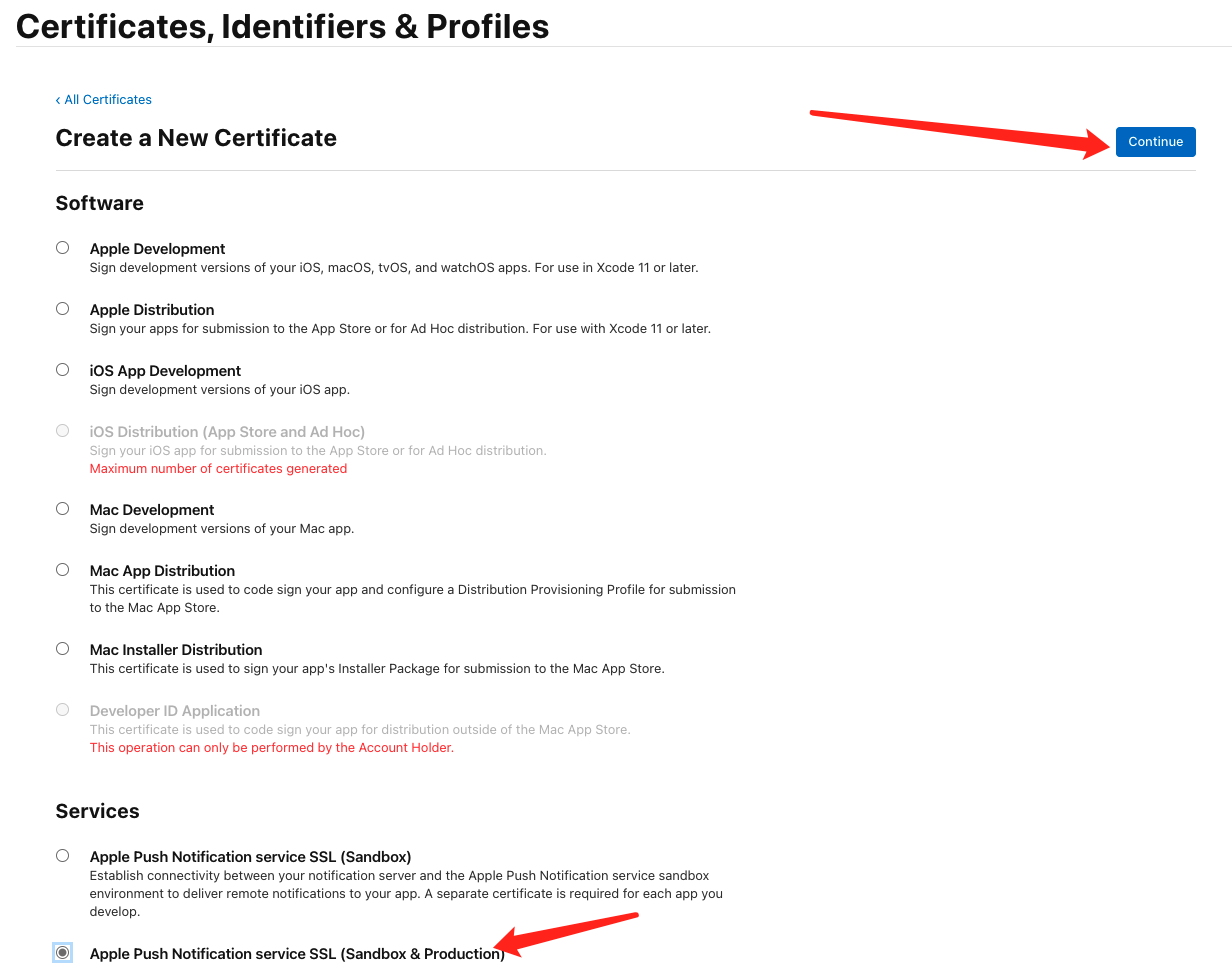 Certificates, Identifiers & Profiles
‹ All Certificates
Create a New Certificate
Continue
Software
Apple Development
Sign development versions of your iOS, macOS, tvOS, and watchOS apps. For use in Xcode 11 or later.
Apple Distribution
Sign your apps for submission to the App Store or for Ad Hoc distribution. For use with Xcode 11 or later.
iOS App Development
Sign development versions of your iOS app.
iOS Distribution (App Store and Ad Hoc)
Sign your iOS app for submission to the App Store or for Ad Hoc distribution.
Maximum number of certificates generated
Mac Development
Sign development versions of your Mac app.
Mac App Distribution
This certificate is used to code sign your app and configure a Distribution Provisioning Profile for submission
to the Mac App Store.
Mac Installer Distribution
This certificate is used to sign your app's Installer Package for submission to the Mac App Store.
Developer ID Application
This certificate is used to code sign your app for distribution outside of the Mac App Store.
This operation can only be performed by the Account Holder.
Services
Apple Push Notification service SSL (Sandbox)
Establish connectivity between your notification server and the Apple Push Notification service sandbox
environment to deliver remote notifications to your app. A separate certificate is required for each app you
develop.
Apple Push Notification service SSL (Sandbox & Production)